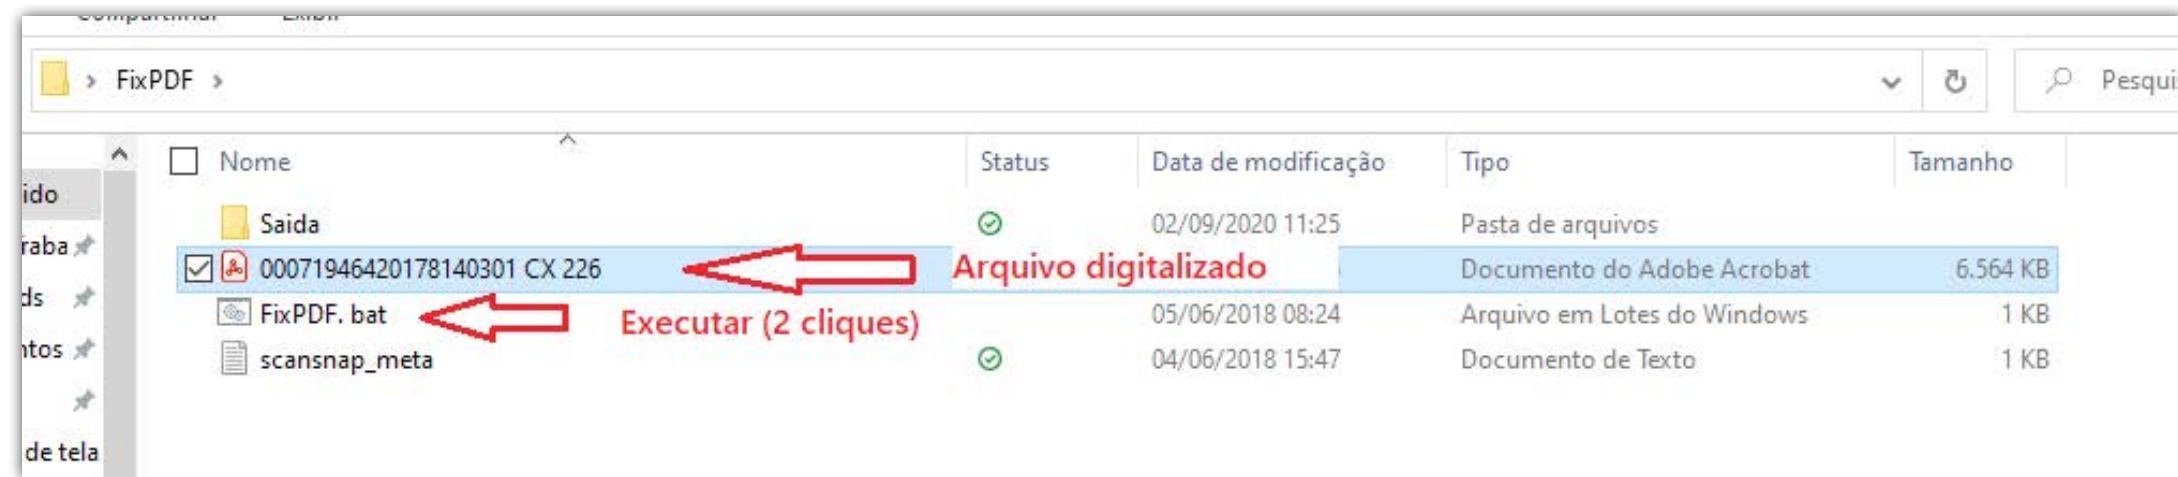 FixPDF
Pesqui
Nome Status Data de modificação Tipo Tamanho
ido
Saida 02/09/2020 11:25 Pasta de arquivos
raba
00071946420178140301 CX 226 Arquivo digitalizado Documento do Adobe Acrobat 6.564 KB
ds
FixPDF. bat Executar (2 cliques) 05/06/2018 08:24 Arquivo em Lotes do Windows 1 KB
ntos
scansnap_meta 04/06/2018 15:47 Documento de Texto 1 KB
de tela